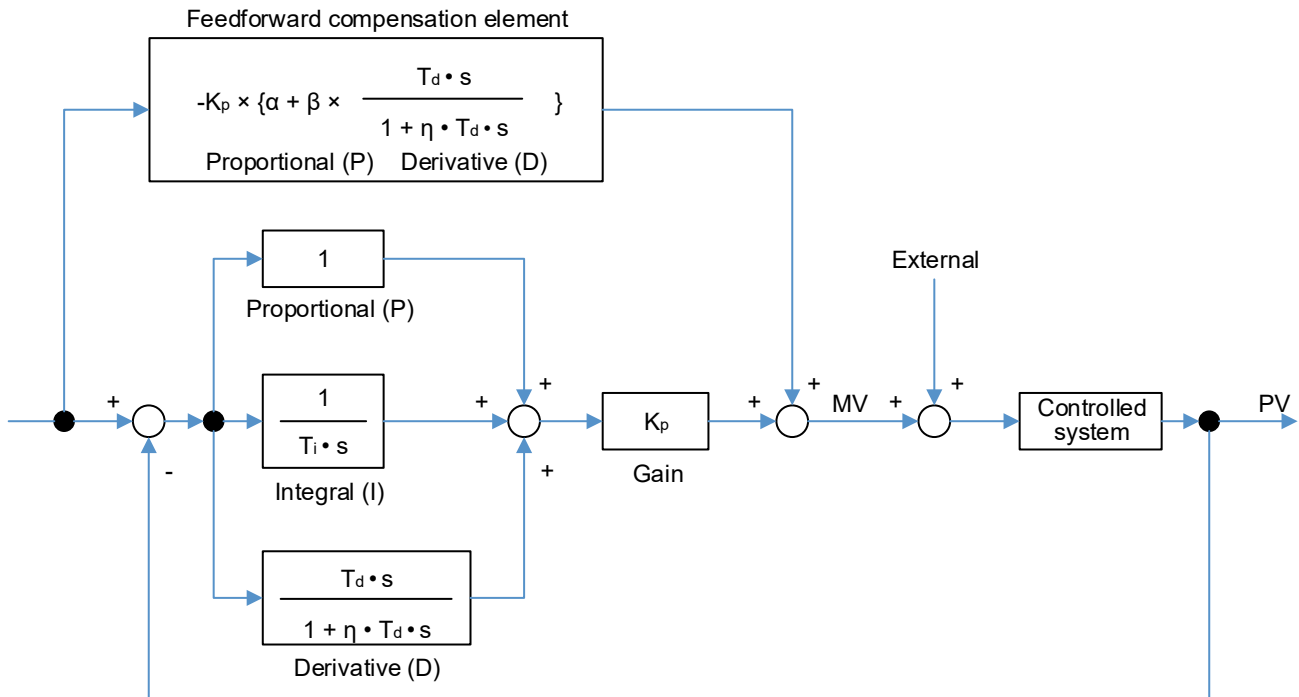 Feedforward compensation element
Td • s
-Kp × {α + β × }
1 + η • Td • s
Proportional (P) Derivative (D)
1
Proportional (P)
External
+
+
+
+
+
+
+
1
Ti • s
Kp
MV
Controlled
system
PV
-
Integral (I)
+
Gain
Td • s
1 + η • Td • s
Derivative (D)